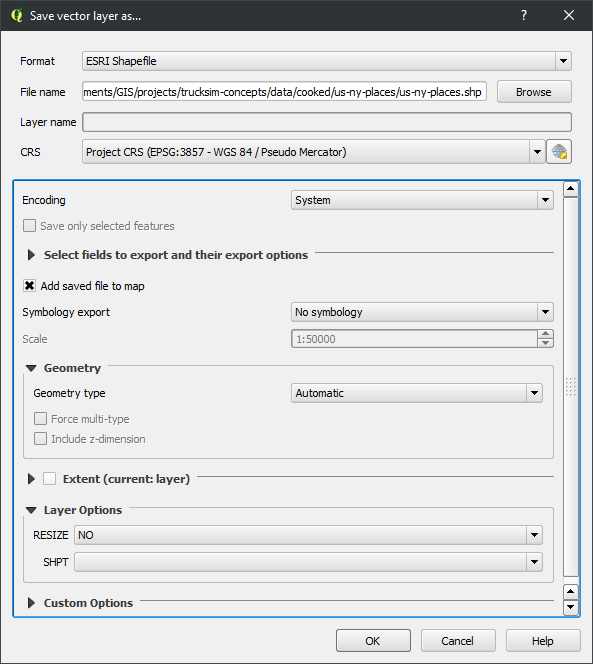 Save vector layer as...
Format ESRI Shapefile
File name ments/GIS/projects/trucksim-concepts/data/cooked/us-ny-places/us-ny-places.shp Browse
Layer name
CRS Project CRS (EPSG:3857 - WGS 84 / Pseudo Mercator)
Encoding System
Save only selected features
Select fields to export and their export options
Add saved file to map
Symbology export No symbology
Scale 1:50000
Geometry
Geometry type Automatic
Force multi-type
Include z-dimension
Extent (current: layer)
Layer Options
RESIZE NO
SHPT
Custom Options
OK Cancel Help